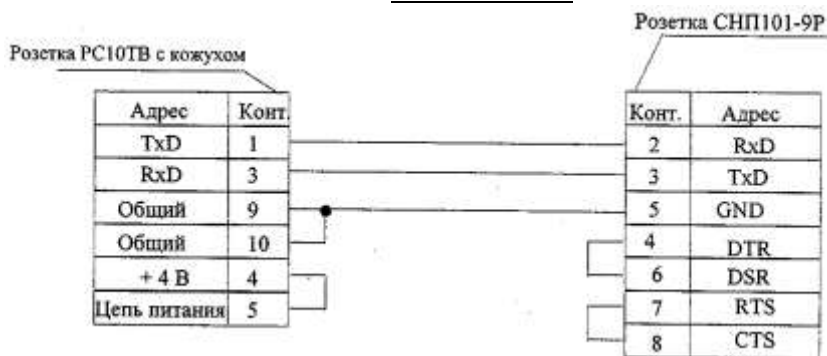 Розетка СНП101-9Р
Розетка РС10ТВ с кожухом
Адрес Конт.
TxD 1
RxD 3
Общий 9
Общий 10
+ 4 В 4
Цепь питания 5
Конт. Адрес
2 RxD
3 TxD
5 GND
4 DTR
6 DSR
7 RTS
8 CTS